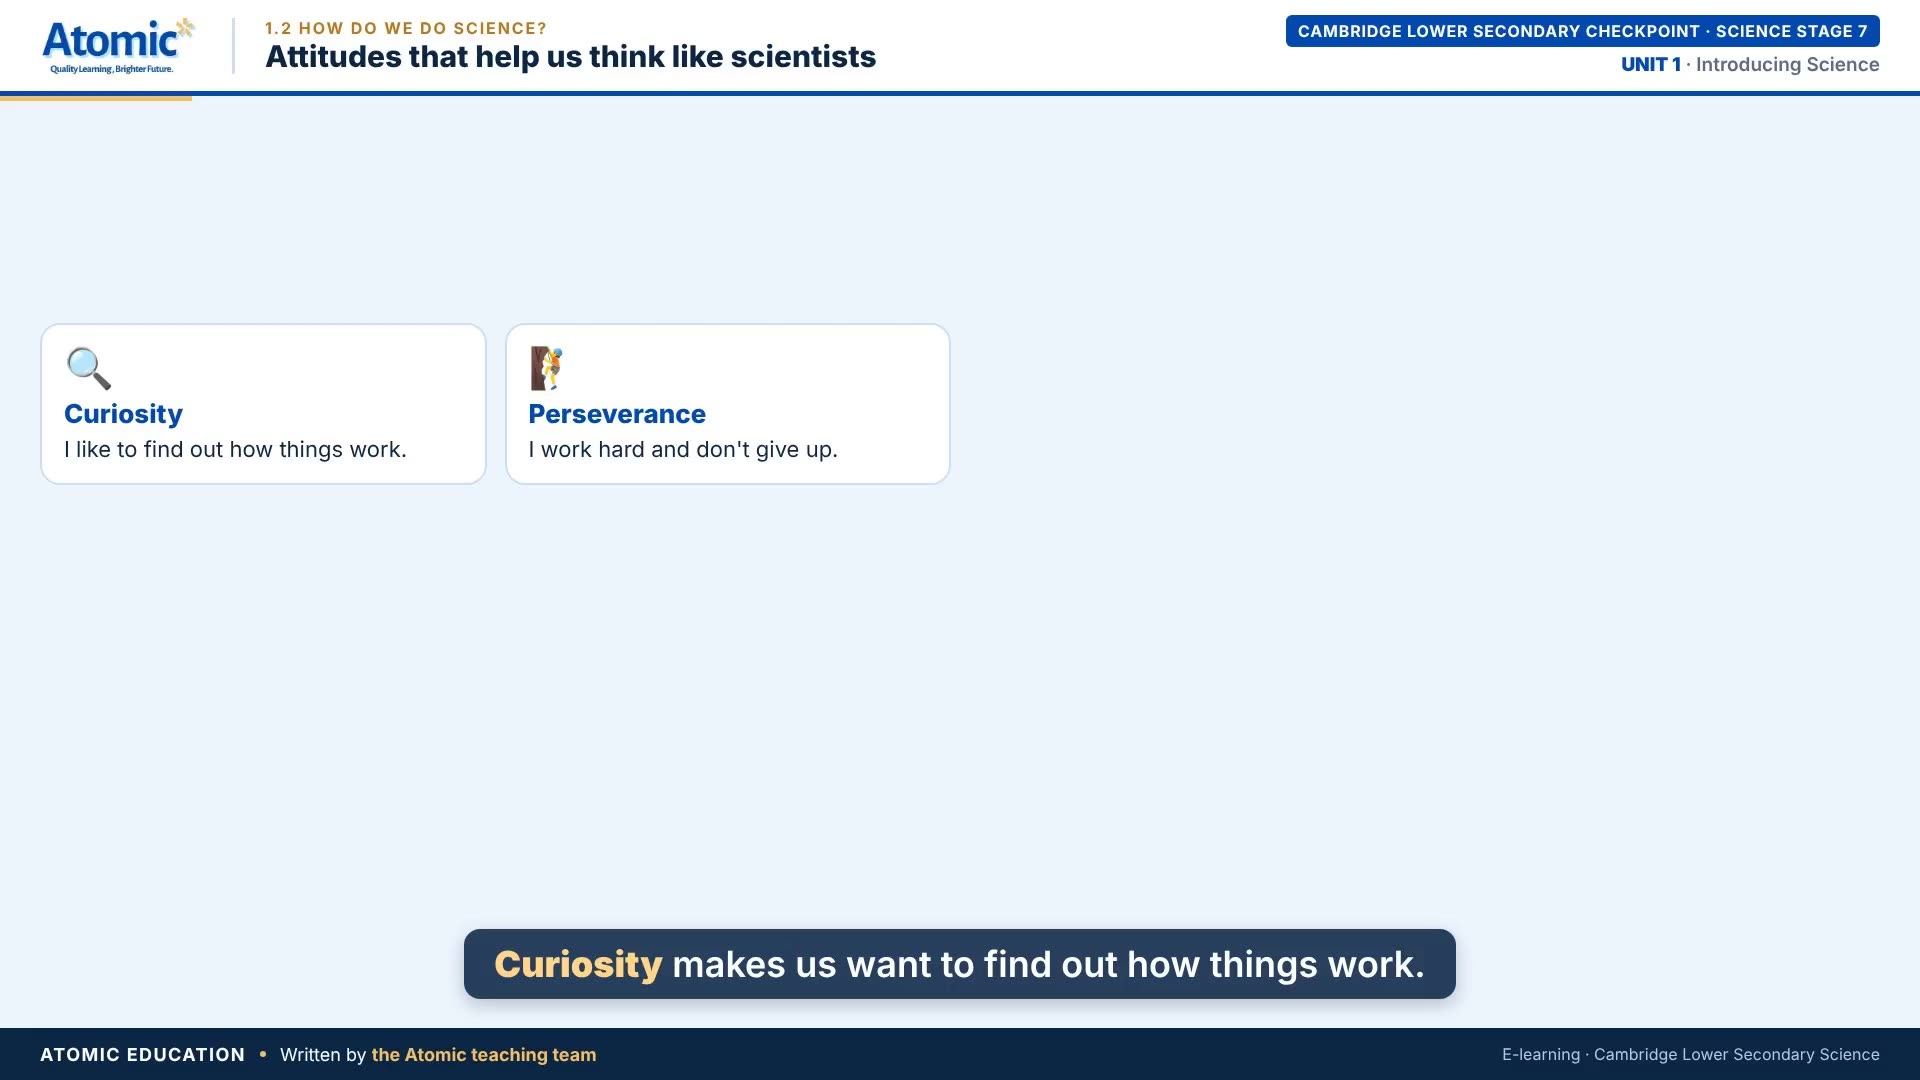 Atomic
Quality Learning, Brighter Future.
1.2 HOW DO WE DO SCIENCE?
Attitudes that help us think like scientists
CAMBRIDGE LOWER SECONDARY CHECKPOINT · SCIENCE STAGE 7
UNIT 1 · Introducing Science
Curiosity
I like to find out how things work.
Perseverance
I work hard and don't give up.
Curiosity makes us want to find out how things work.
ATOMIC EDUCATION • Written by the Atomic teaching team
E-learning · Cambridge Lower Secondary Science